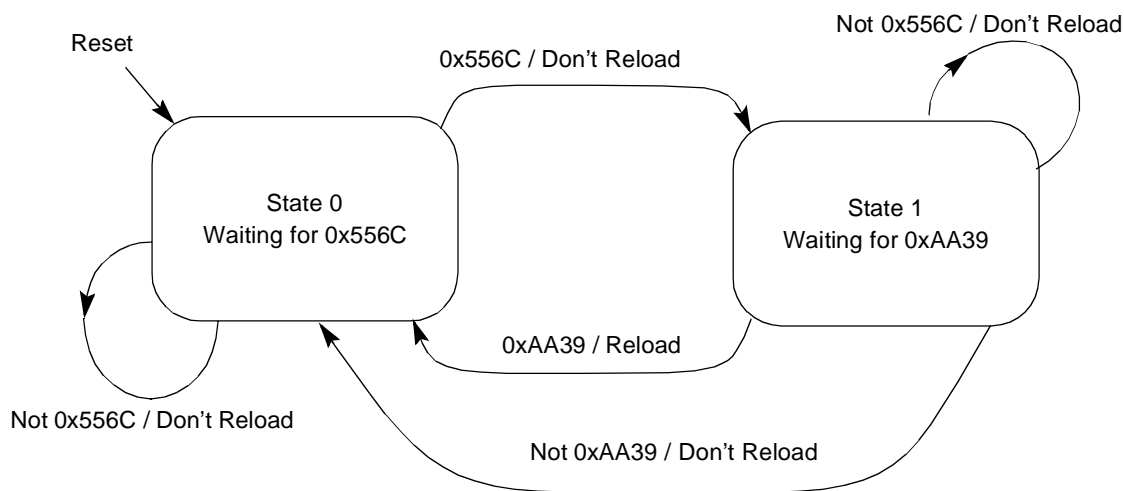 Reset
0x556C / Don't Reload
Not 0x556C / Don't Reload
State 0
Waiting for 0x556C
State 1
Waiting for 0xAA39
0xAA39 / Reload
Not 0x556C / Don't Reload
Not 0xAA39 / Don't Reload